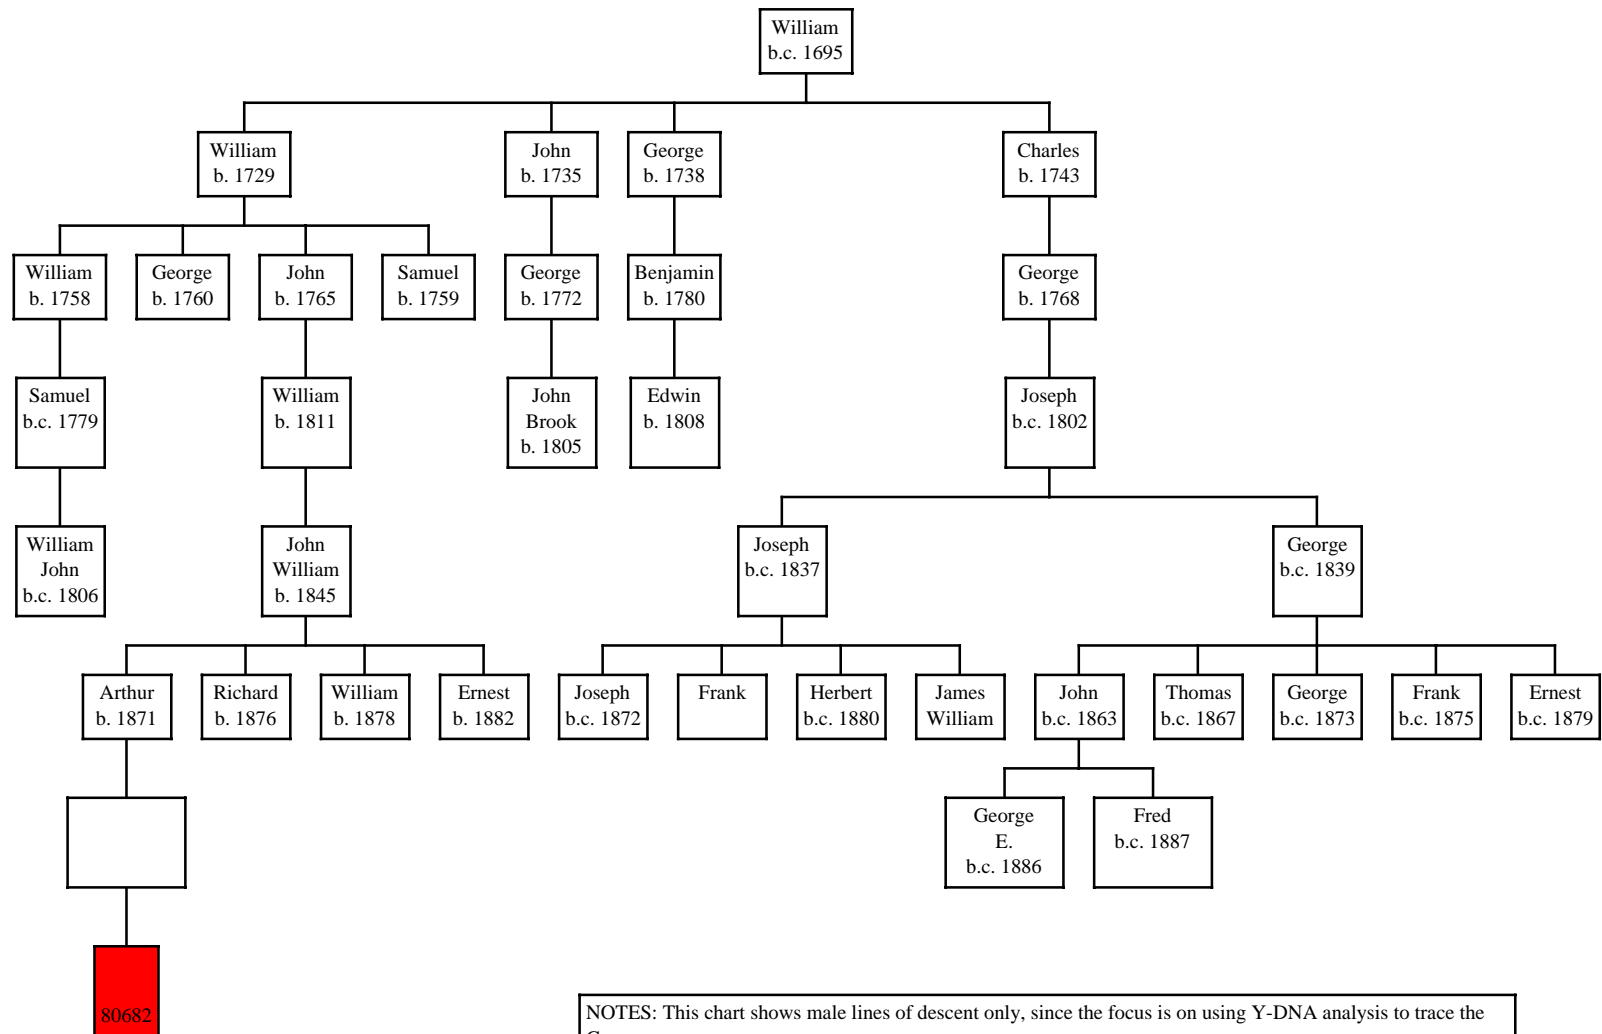 William
b.c. 1695
William
b. 1729
John
b. 1735
George
b. 1738
Charles
b. 1743
William
b. 1758
George
b. 1760
John
b. 1765
Samuel
b. 1759
George
b. 1772
Benjamin
b. 1780
George
b. 1768
Samuel
b.c. 1779
William
b. 1811
John
Brook
b. 1805
Edwin
b. 1808
Joseph
b.c. 1802
William
John
b.c. 1806
John
William
b. 1845
Joseph
b.c. 1837
George
b.c. 1839
Arthur
b. 1871
Richard
b. 1876
William
b. 1878
Ernest
b. 1882
Joseph
b.c. 1872
Frank
Herbert
b.c. 1880
James
William
John
b.c. 1863
Thomas
b.c. 1867
George
b.c. 1873
Frank
b.c. 1875
Ernest
b.c. 1879
George
E.
b.c. 1886
Fred
b.c. 1887
80682
NOTES: This chart shows male lines of descent only, since the focus is on using Y-DNA analysis to trace the